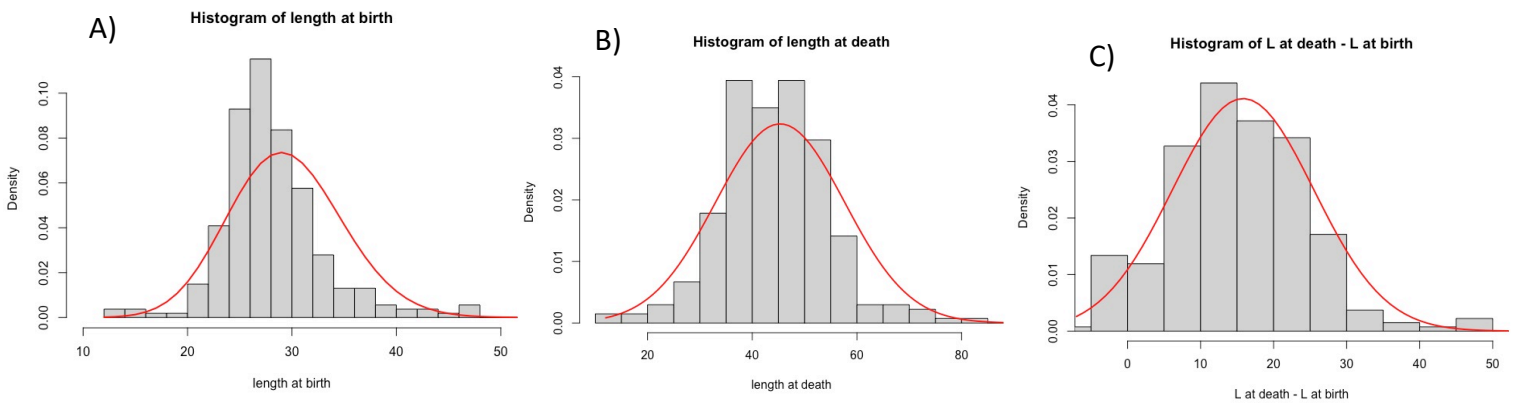 A)
Histogram of length at birth
Density
0.00
0.02
0.04
0.06
0.08
0.10
10 20 30 40 50
length at birth
B)
Histogram of length at death
Density
0.00
0.01
0.02
0.03
0.04
20 40 60 80
length at death
C)
Histogram of L at death - L at birth
Density
0.00
0.01
0.02
0.03
0.04
0 10 20 30 40 50
L at death - L at birth